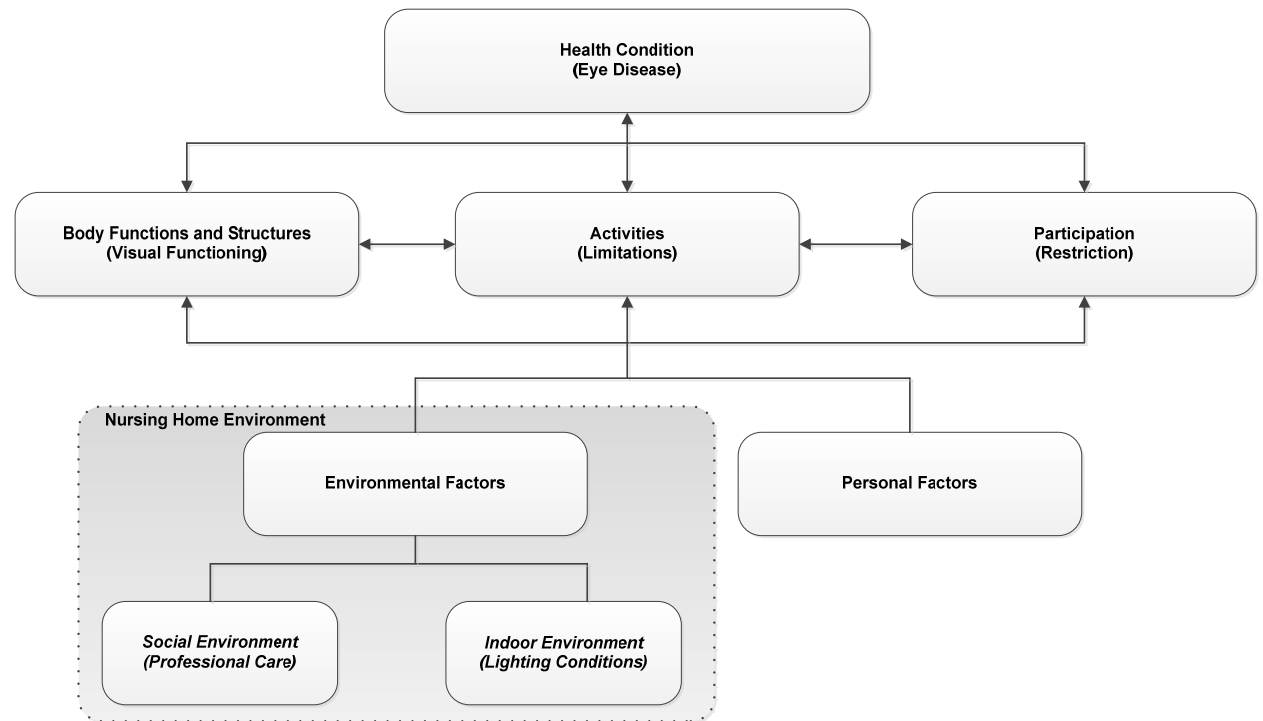 Health Condition
(Eye Disease)
Body Functions and Structures
(Visual Functioning)
Activities
(Limitations)
Participation
(Restriction)
Nursing Home Environment
Environmental Factors
Personal Factors
Social Environment
(Professional Care)
Indoor Environment
(Lighting Conditions)